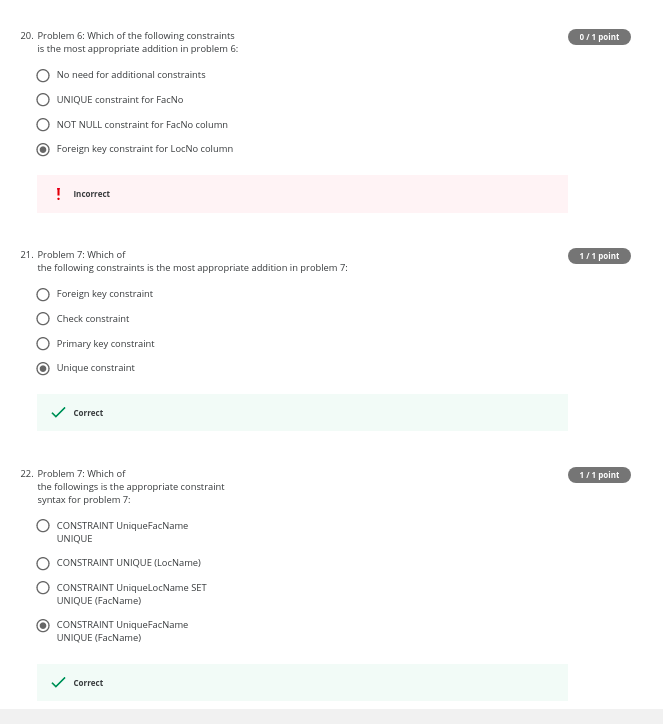 20. Problem 6: Which of the following constraints
is the most appropriate addition in problem 6:
0 / 1 point
No need for additional constraints
UNIQUE constraint for FacNo
NOT NULL constraint for FacNo column
Foreign key constraint for LocNo column
! Incorrect
21. Problem 7: Which of
the following constraints is the most appropriate addition in problem 7:
1 / 1 point
Foreign key constraint
Check constraint
Primary key constraint
Unique constraint
Correct
22. Problem 7: Which of
the followings is the appropriate constraint
syntax for problem 7:
1 / 1 point
CONSTRAINT UniqueFacName
UNIQUE
CONSTRAINT UNIQUE (LocName)
CONSTRAINT UniqueLocName SET
UNIQUE (FacName)
CONSTRAINT UniqueFacName
UNIQUE (FacName)
Correct